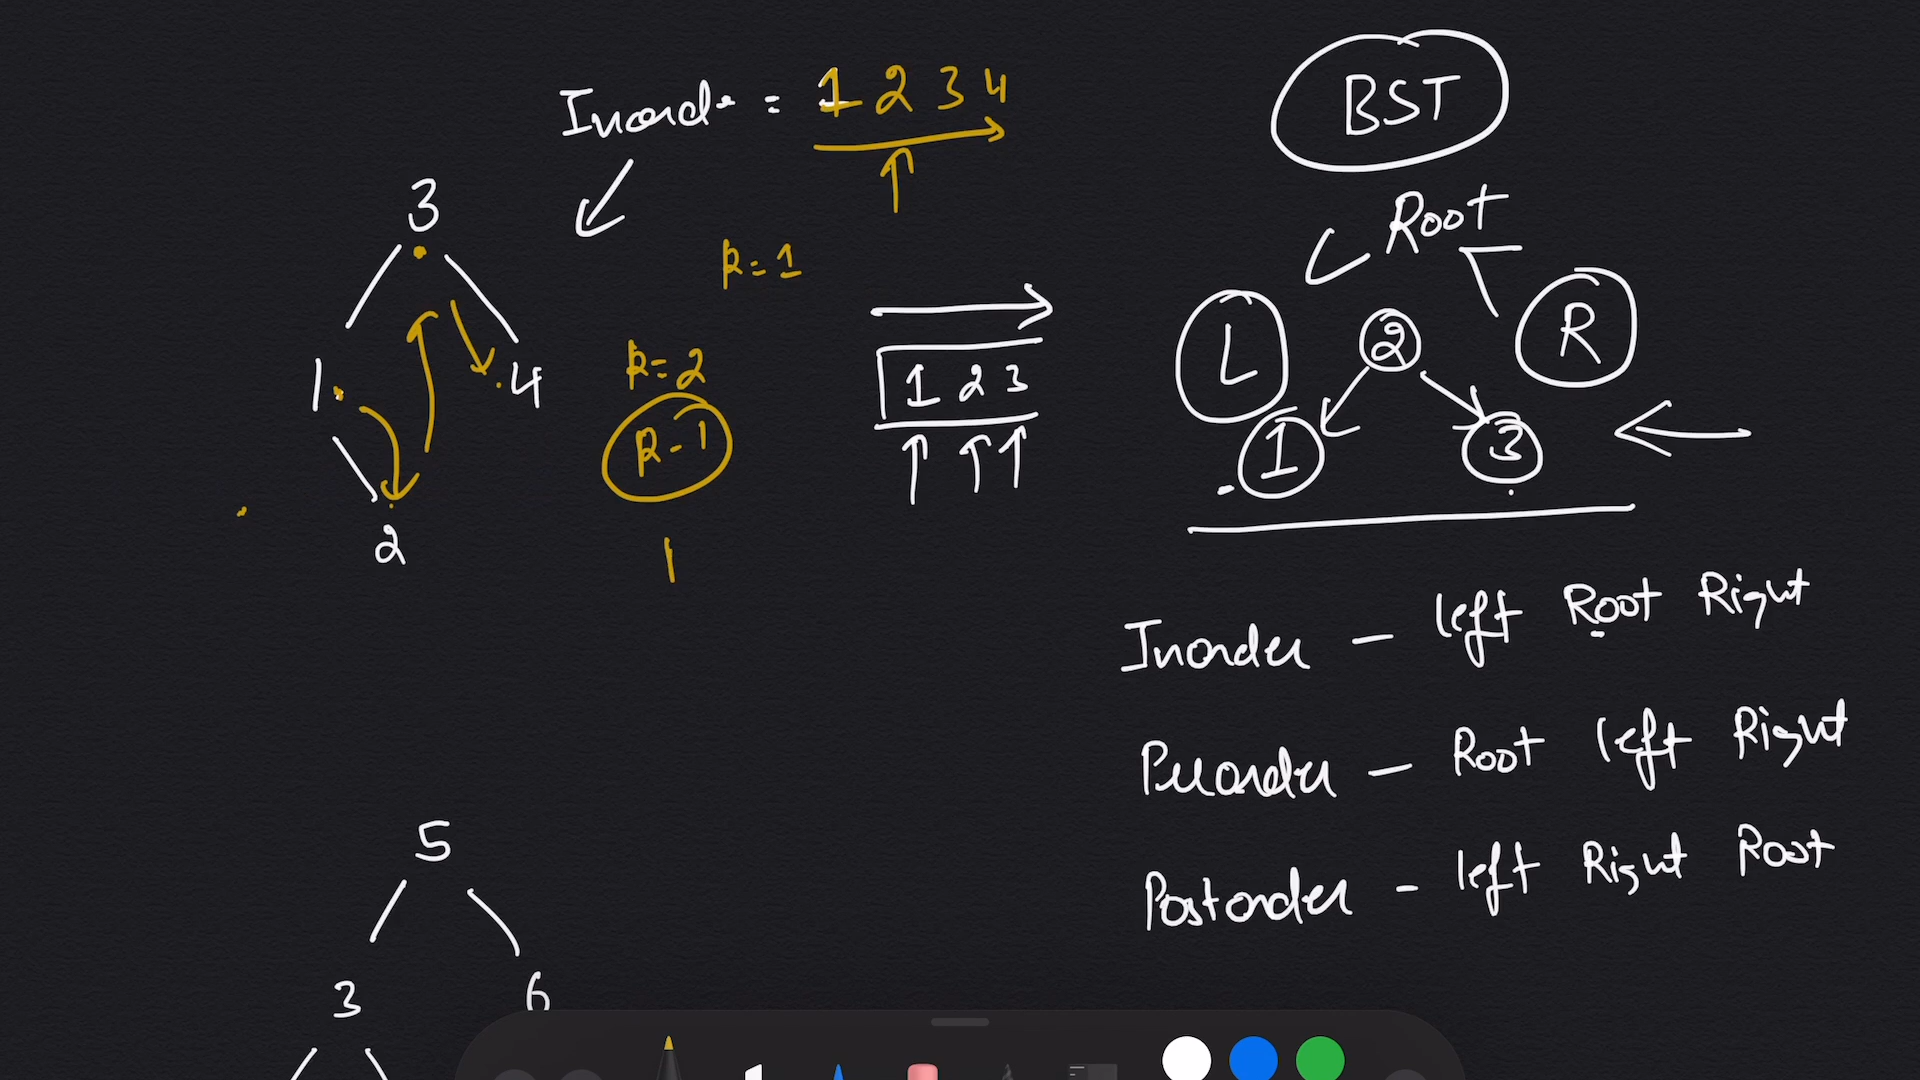 Inorder = 1 2 3 4
BST
3
Root
k = 1
L
2
R
1
4
k = 2
1 2 3
k - 1
1
3
2
1
Inorder - left Root Right
Preorder - Root left Right
Postorder - left Right Root
5
3
6